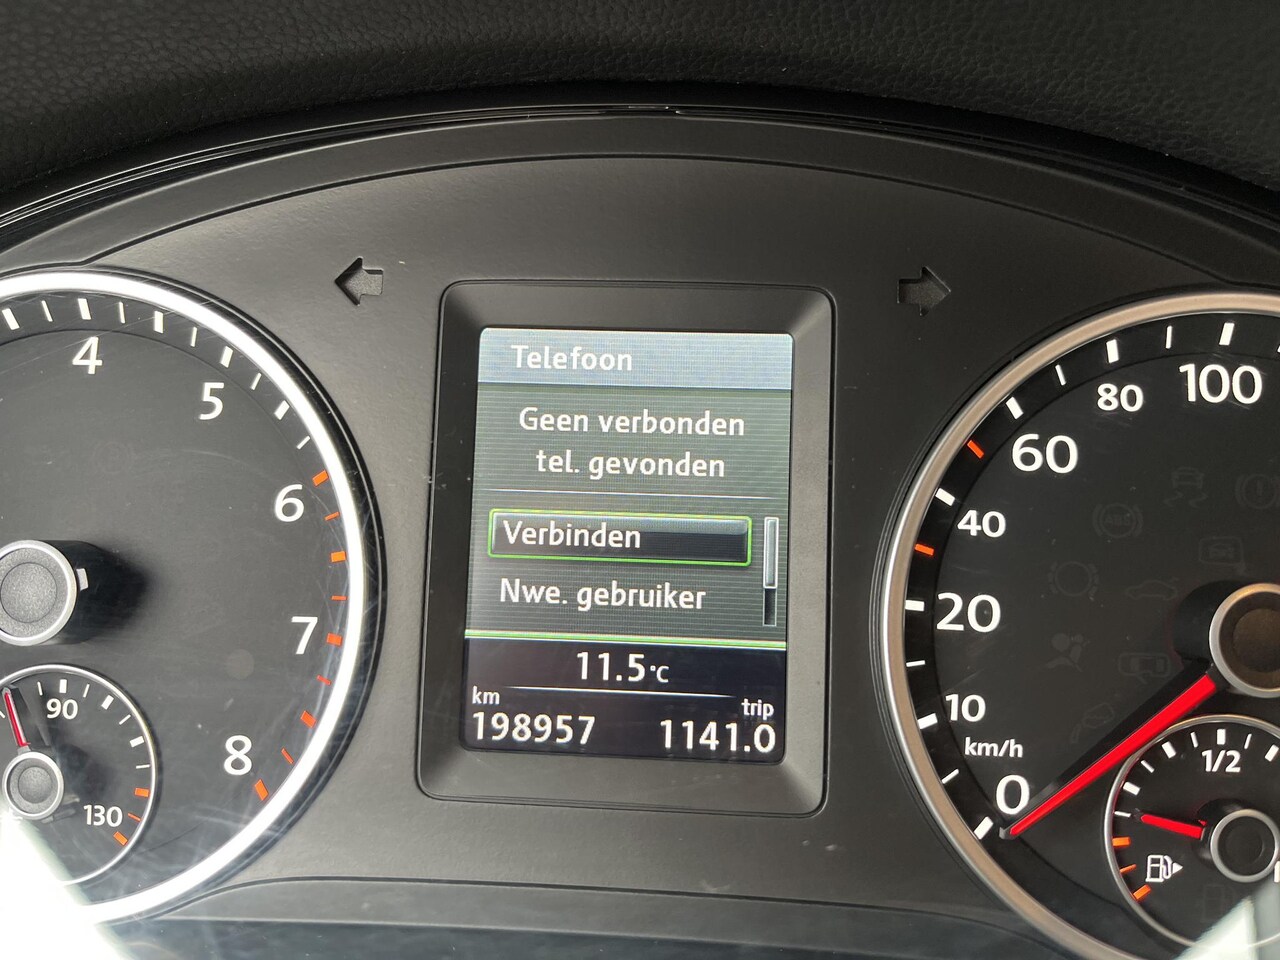 Telefoon
Geen verbonden
tel. gevonden
Verbinden
Nwe. gebruiker
11.5°C
km trip
198957 1141.0
4
5
6
7
8
90
130
100
80
60
40
20
10
km/h
0
1/2